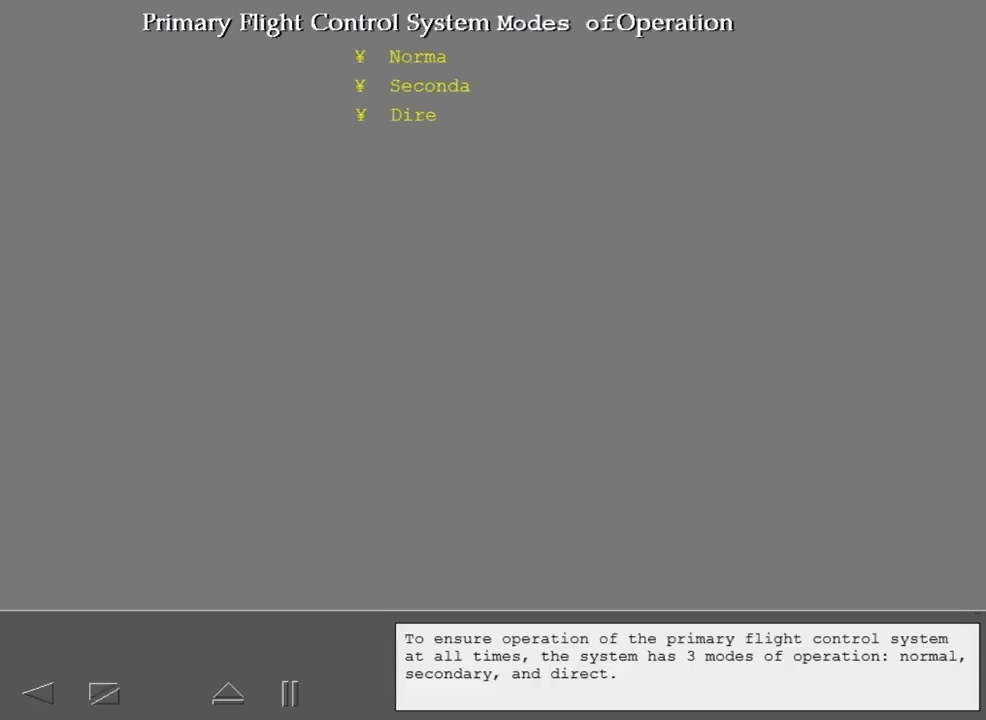 Primary Flight Control System Modes of Operation
¥ Norma
¥ Seconda
¥ Dire
To ensure operation of the primary flight control system
at all times, the system has 3 modes of operation: normal,
secondary, and direct.